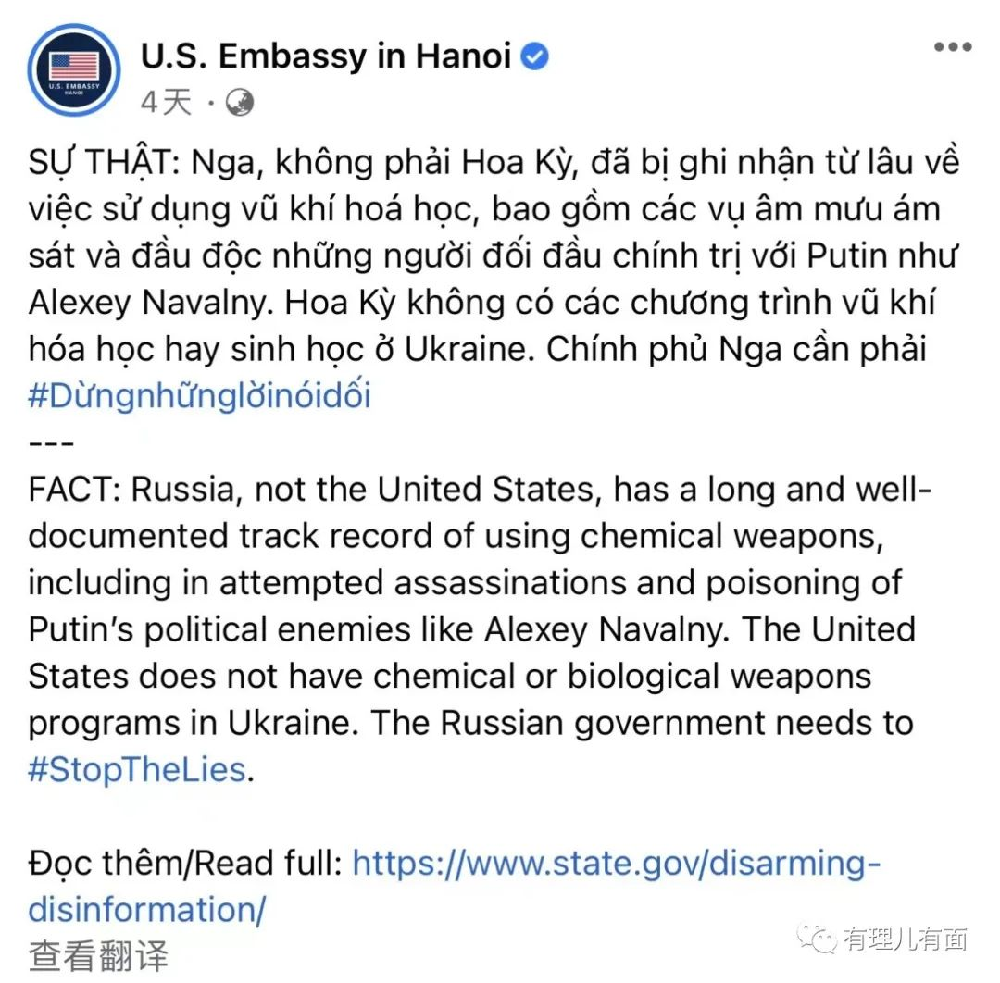 U.S. Embassy in Hanoi
U.S. EMBASSY
HANOI
4天 ·
SỰ THẬT: Nga, không phải Hoa Kỳ, đã bị ghi nhận từ lâu về
việc sử dụng vũ khí hoá học, bao gồm các vụ âm mưu ám
sát và đầu độc những người đối đầu chính trị với Putin như
Alexey Navalny. Hoa Kỳ không có các chương trình vũ khí
hóa học hay sinh học ở Ukraine. Chính phủ Nga cần phải
#Dừngnhữnglờinóidối
---
FACT: Russia, not the United States, has a long and well-
documented track record of using chemical weapons,
including in attempted assassinations and poisoning of
Putin’s political enemies like Alexey Navalny. The United
States does not have chemical or biological weapons
programs in Ukraine. The Russian government needs to
#StopTheLies.
Đọc thêm/Read full: https://www.state.gov/disarming-
disinformation/
查看翻译
有理儿有面